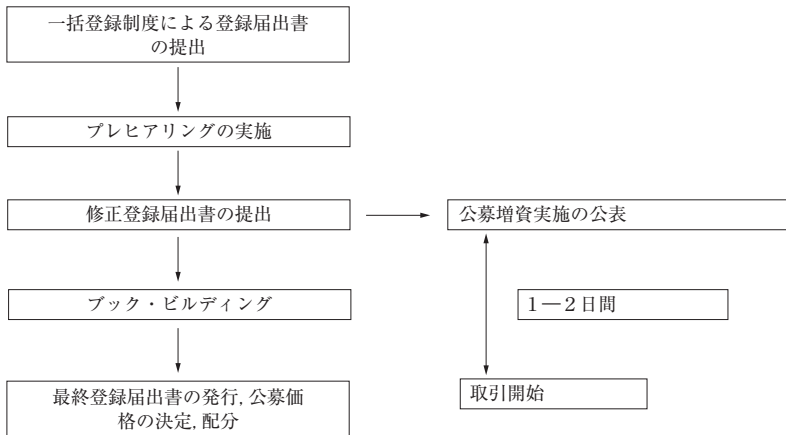 一括登録制度による登録届出書
の提出
プレヒアリングの実施
修正登録届出書の提出
公募増資実施の公表
ブック・ビルディング
1―2日間
最終登録届出書の発行, 公募価
格の決定, 配分
取引開始